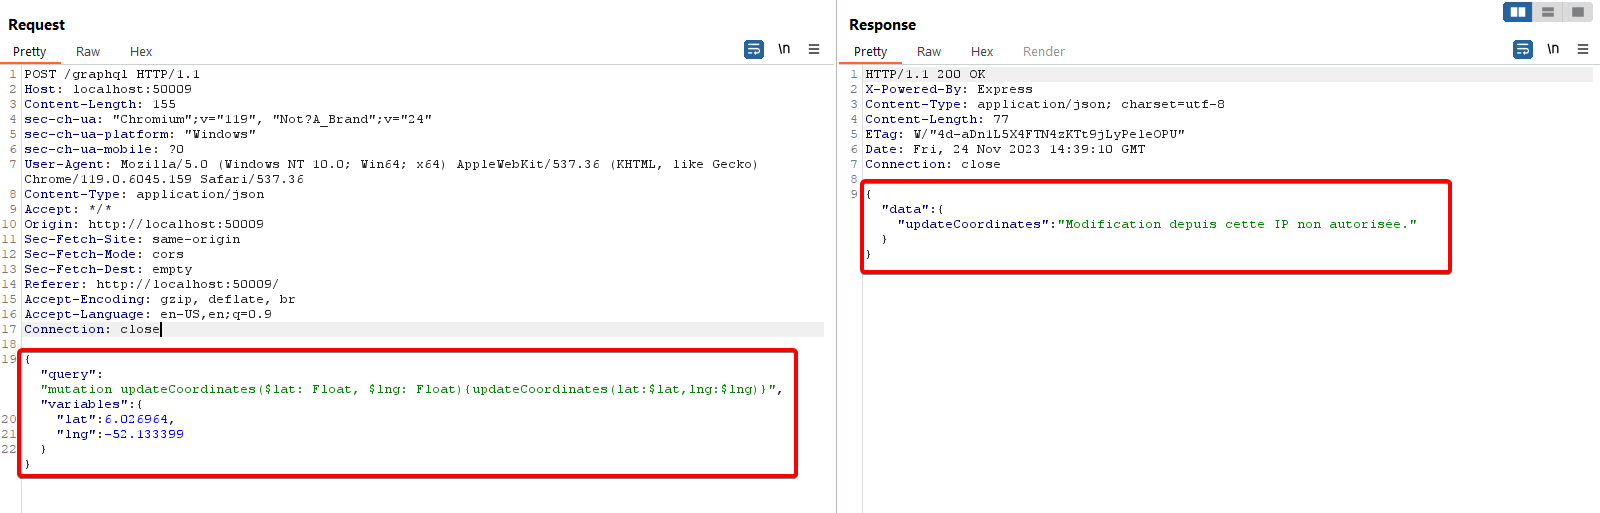 Request
Pretty Raw Hex
\n
1 POST /graphql HTTP/1.1
2 Host: localhost:50009
3 Content-Length: 155
4 sec-ch-ua: "Chromium";v="119", "Not?A_Brand";v="24"
5 sec-ch-ua-platform: "Windows"
6 sec-ch-ua-mobile: ?0
7 User-Agent: Mozilla/5.0 (Windows NT 10.0; Win64; x64) AppleWebKit/537.36 (KHTML, like Gecko)
Chrome/119.0.6045.159 Safari/537.36
8 Content-Type: application/json
9 Accept: */*
10 Origin: http://localhost:50009
11 Sec-Fetch-Site: same-origin
12 Sec-Fetch-Mode: cors
13 Sec-Fetch-Dest: empty
14 Referer: http://localhost:50009/
15 Accept-Encoding: gzip, deflate, br
16 Accept-Language: en-US,en;q=0.9
17 Connection: close
18
19 {
"query":
"mutation updateCoordinates($lat: Float, $lng: Float){updateCoordinates(lat:$lat,lng:$lng)}",
"variables":{
20 "lat":6.026964,
21 "lng":-52.133399
22 }
}
Response
Pretty Raw Hex Render
\n
1 HTTP/1.1 200 OK
2 X-Powered-By: Express
3 Content-Type: application/json; charset=utf-8
4 Content-Length: 77
5 ETag: W/"4d-aDn1L5X4FTN4zKTt9jLyPeleOPU"
6 Date: Fri, 24 Nov 2023 14:39:10 GMT
7 Connection: close
8
9 {
"data":{
"updateCoordinates":"Modification depuis cette IP non autorisée."
}
}